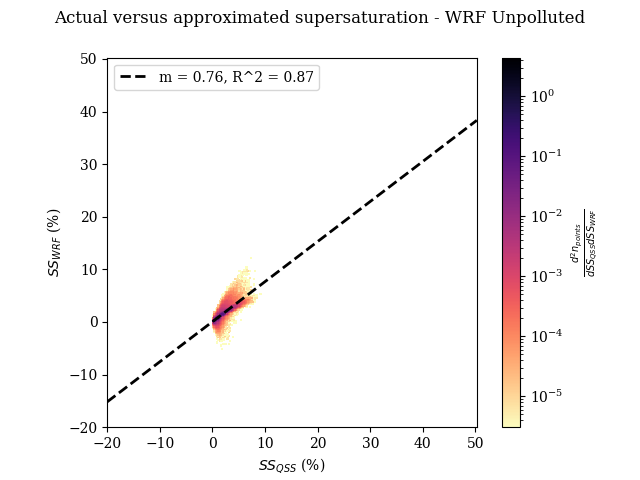 Actual versus approximated supersaturation - WRF Unpolluted
m = 0.76, R^2 = 0.87
50
40
30
20
10
0
−10
−20
SS_WRF (%)
−20 −10 0 10 20 30 40 50
SS_QSS (%)
10^0
10^−1
10^−2
10^−3
10^−4
10^−5
d²n_points
dSS_QSS dSS_WRF